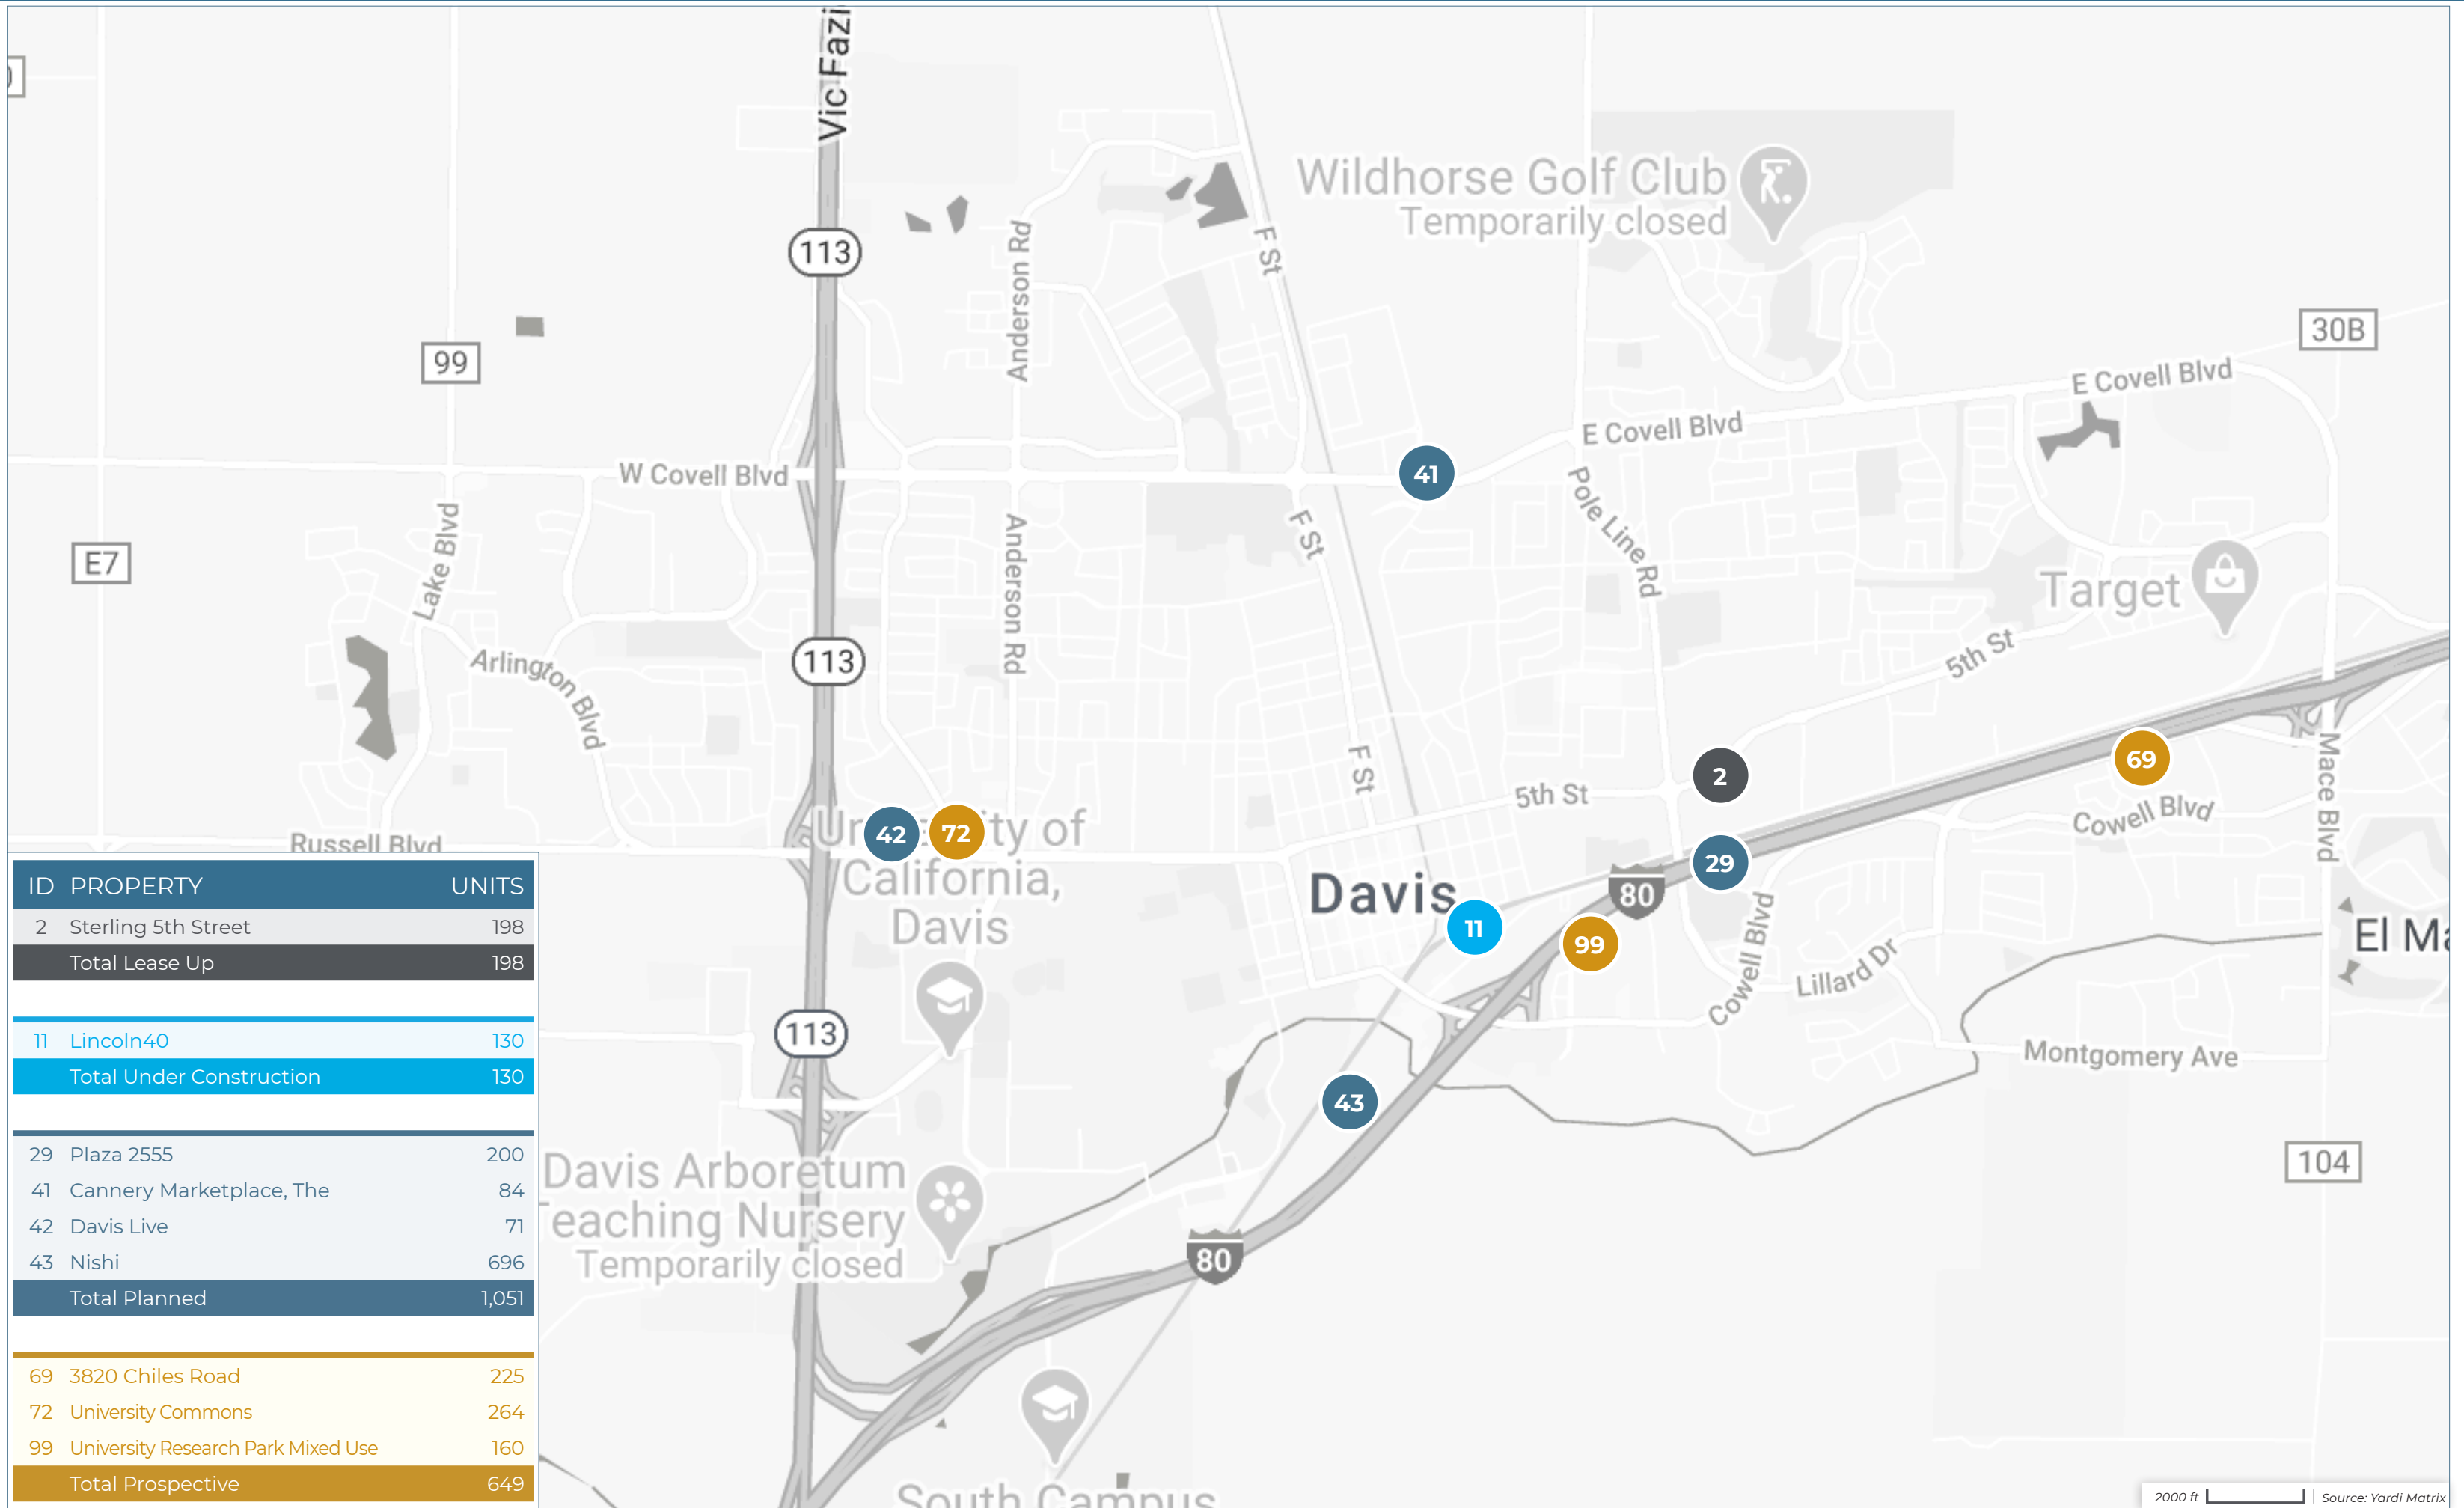 Vic Fazi
Wildhorse Golf Club
Temporarily closed
113
F St
Anderson Rd
30B
99
E Covell Blvd
E Covell Blvd
W Covell Blvd
41
Pole Line Rd
Lake Blvd
F St
Anderson Rd
E7
Target
113
Arlington Blvd
5th St
F St
Mace Blvd
69
2
5th St
Cowell Blvd
42
72
University of
California,
Davis
Russell Blvd
29
80
Davis
11
99
Cowell Blvd
Lillard Dr
El Ma
113
Montgomery Ave
43
104
Davis Arboretum
Teaching Nursery
Temporarily closed
80
South Campus
ID PROPERTY UNITS
2 Sterling 5th Street 198
Total Lease Up 198
11 Lincoln40 130
Total Under Construction 130
29 Plaza 2555 200
41 Cannery Marketplace, The 84
42 Davis Live 71
43 Nishi 696
Total Planned 1,051
69 3820 Chiles Road 225
72 University Commons 264
99 University Research Park Mixed Use 160
Total Prospective 649
2000 ft
Source: Yardi Matrix